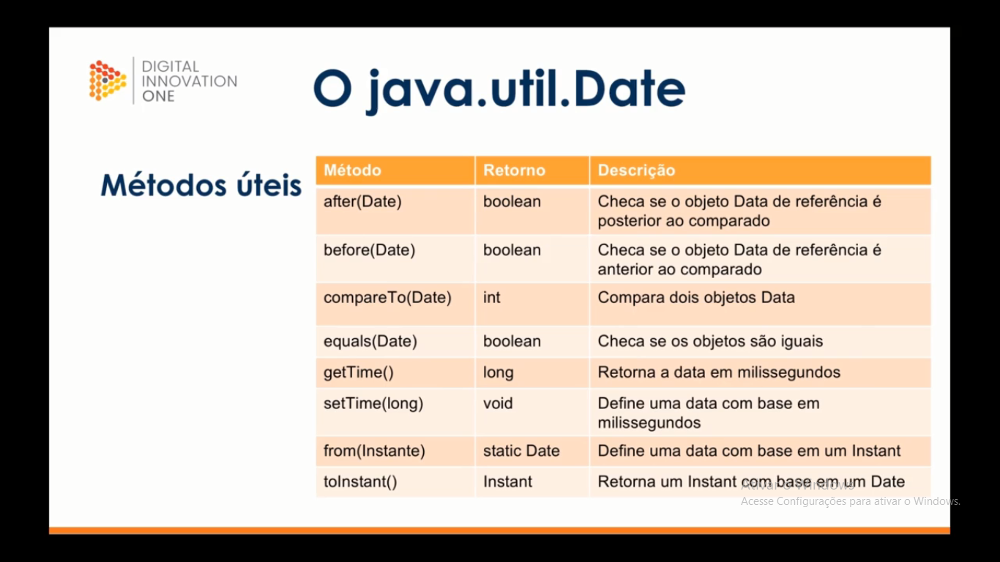 DIGITAL
INNOVATION
ONE
O java.util.Date
Métodos úteis
Método Retorno Descrição
after(Date) boolean Checa se o objeto Data de referência é
posterior ao comparado
before(Date) boolean Checa se o objeto Data de referência é
anterior ao comparado
compareTo(Date) int Compara dois objetos Data
equals(Date) boolean Checa se os objetos são iguais
getTime() long Retorna a data em milissegundos
setTime(long) void Define uma data com base em
milissegundos
from(Instante) static Date Define uma data com base em um Instant
toInstant() Instant Retorna um Instant com base em um Date
Ativar o Windows
Acesse Configurações para ativar o Windows.